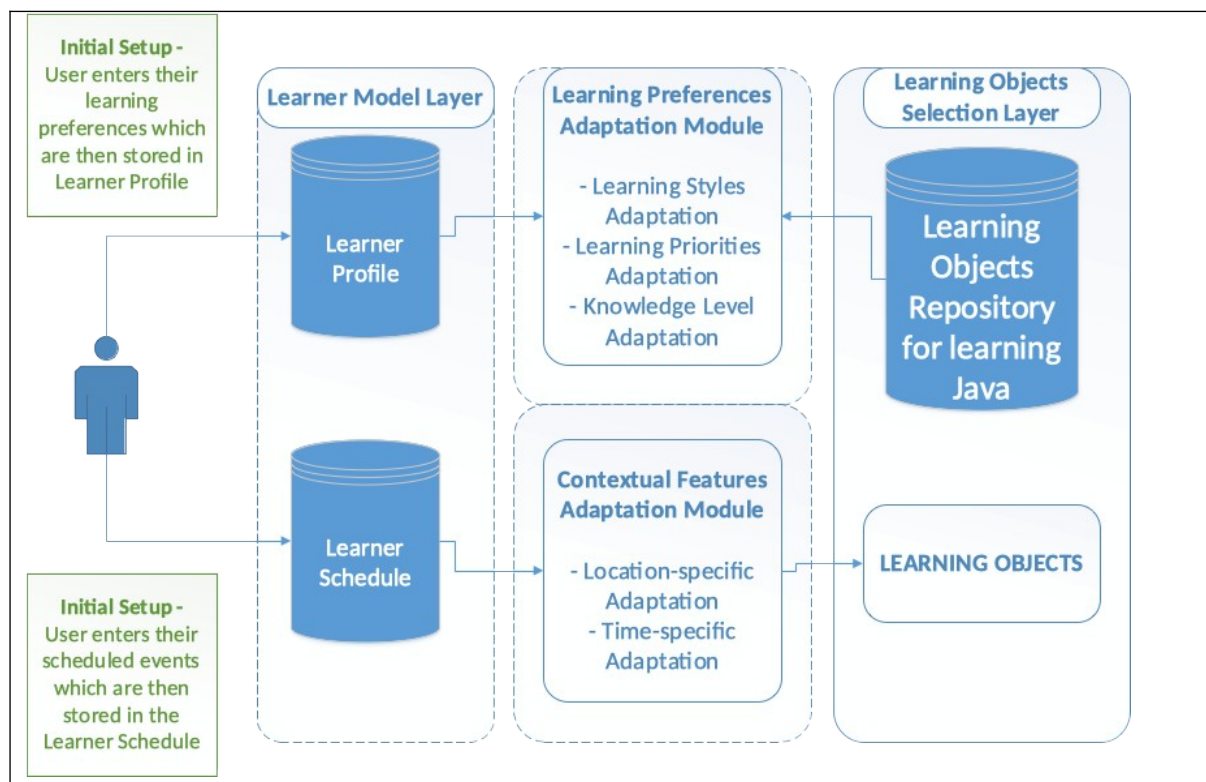 Initial Setup -
User enters their
learning
preferences which
are then stored in
Learner Profile
Learner Model Layer
Learner
Profile
Learning Preferences
Adaptation Module
- Learning Styles
Adaptation
- Learning Priorities
Adaptation
- Knowledge Level
Adaptation
Learning Objects
Selection Layer
Learning
Objects
Repository
for learning
Java
Initial Setup -
User enters their
scheduled events
which are then
stored in the
Learner Schedule
Learner
Schedule
Contextual Features
Adaptation Module
- Location-specific
Adaptation
- Time-specific
Adaptation
LEARNING OBJECTS